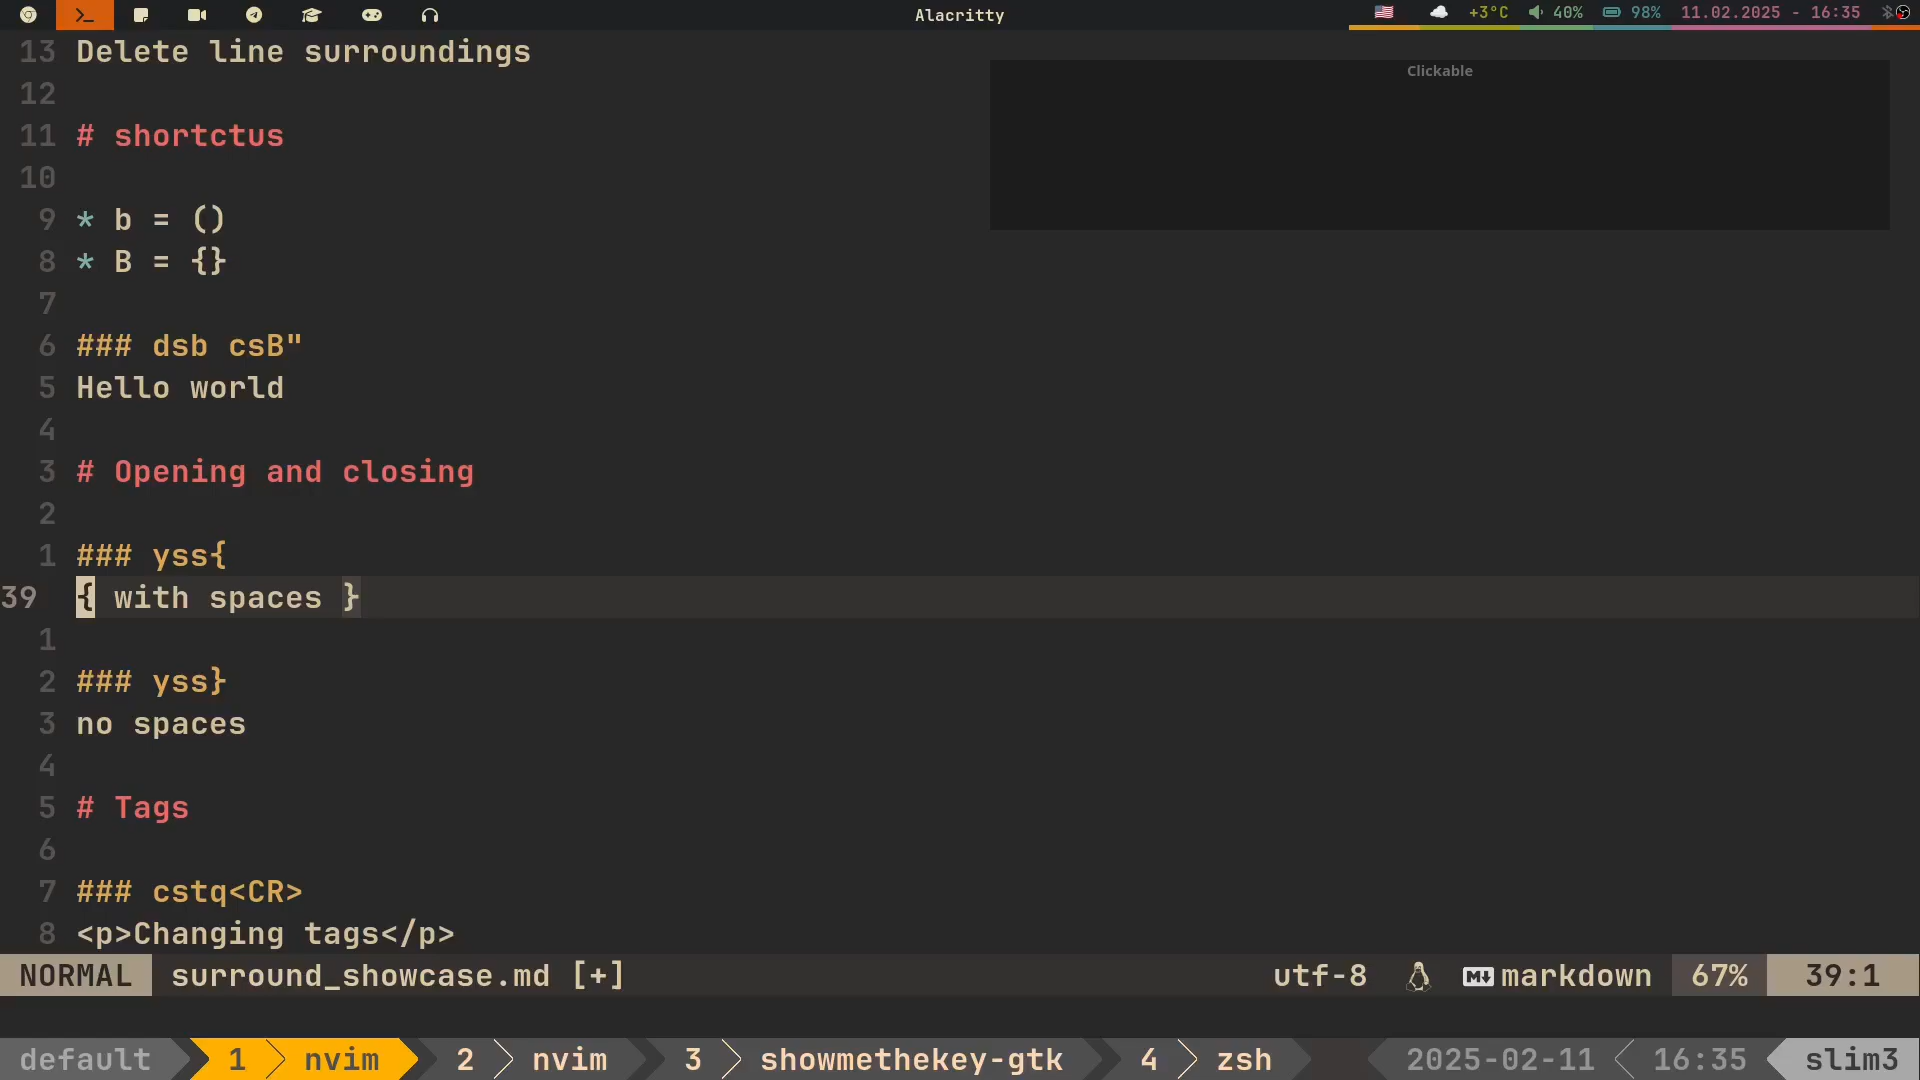 Alacritty
+3°C 40% 98% 11.02.2025 - 16:35
Clickable
13 Delete line surroundings
12
11 # shortctus
10
9 * b = ()
8 * B = {}
7
6 ### dsb csB"
5 Hello world
4
3 # Opening and closing
2
1 ### yss{
39 { with spaces }
1
2 ### yss}
3 no spaces
4
5 # Tags
6
7 ### cstq<CR>
8 <p>Changing tags</p>
NORMAL surround_showcase.md [+] utf-8 markdown 67% 39:1
default 1 nvim 2 nvim 3 showmethekey-gtk 4 zsh 2025-02-11 16:35 slim3